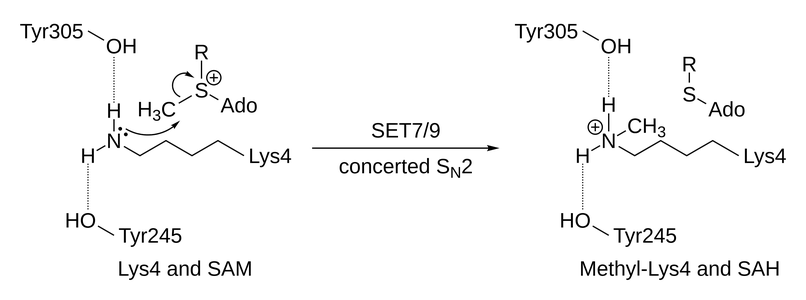 Tyr305
OH
R
S⊕
H₃C
Ado
H
N
H
Lys4
HO
Tyr245
Lys4 and SAM
SET7/9
concerted Sₙ2
Tyr305
OH
R
S
Ado
H
⊕
N
CH₃
H
Lys4
HO
Tyr245
Methyl-Lys4 and SAH